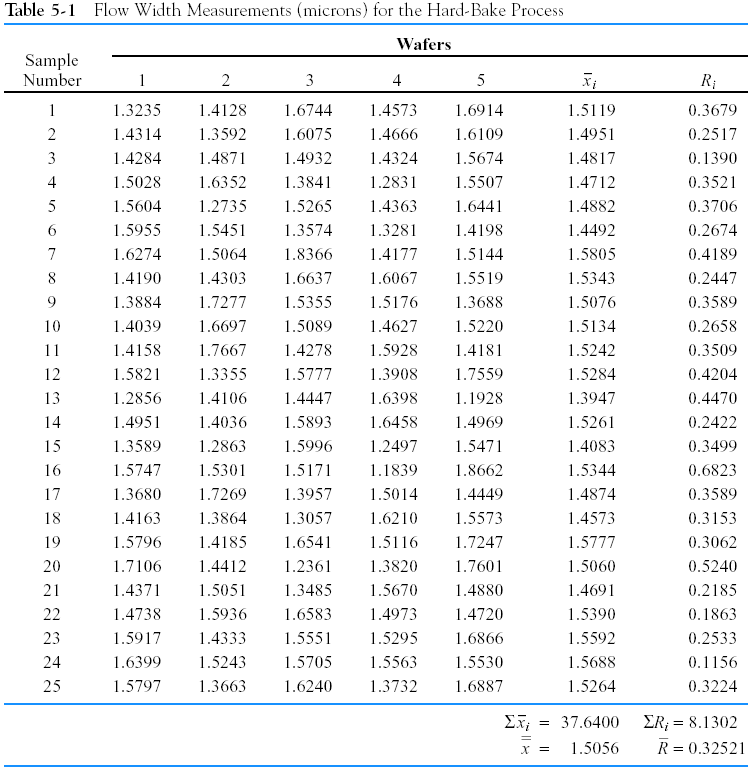 Table 5-1 Flow Width Measurements (microns) for the Hard-Bake Process
Wafers
Sample
Number 1 2 3 4 5 x̄i Ri
1 1.3235 1.4128 1.6744 1.4573 1.6914 1.5119 0.3679
2 1.4314 1.3592 1.6075 1.4666 1.6109 1.4951 0.2517
3 1.4284 1.4871 1.4932 1.4324 1.5674 1.4817 0.1390
4 1.5028 1.6352 1.3841 1.2831 1.5507 1.4712 0.3521
5 1.5604 1.2735 1.5265 1.4363 1.6441 1.4882 0.3706
6 1.5955 1.5451 1.3574 1.3281 1.4198 1.4492 0.2674
7 1.6274 1.5064 1.8366 1.4177 1.5144 1.5805 0.4189
8 1.4190 1.4303 1.6637 1.6067 1.5519 1.5343 0.2447
9 1.3884 1.7277 1.5355 1.5176 1.3688 1.5076 0.3589
10 1.4039 1.6697 1.5089 1.4627 1.5220 1.5134 0.2658
11 1.4158 1.7667 1.4278 1.5928 1.4181 1.5242 0.3509
12 1.5821 1.3355 1.5777 1.3908 1.7559 1.5284 0.4204
13 1.2856 1.4106 1.4447 1.6398 1.1928 1.3947 0.4470
14 1.4951 1.4036 1.5893 1.6458 1.4969 1.5261 0.2422
15 1.3589 1.2863 1.5996 1.2497 1.5471 1.4083 0.3499
16 1.5747 1.5301 1.5171 1.1839 1.8662 1.5344 0.6823
17 1.3680 1.7269 1.3957 1.5014 1.4449 1.4874 0.3589
18 1.4163 1.3864 1.3057 1.6210 1.5573 1.4573 0.3153
19 1.5796 1.4185 1.6541 1.5116 1.7247 1.5777 0.3062
20 1.7106 1.4412 1.2361 1.3820 1.7601 1.5060 0.5240
21 1.4371 1.5051 1.3485 1.5670 1.4880 1.4691 0.2185
22 1.4738 1.5936 1.6583 1.4973 1.4720 1.5390 0.1863
23 1.5917 1.4333 1.5551 1.5295 1.6866 1.5592 0.2533
24 1.6399 1.5243 1.5705 1.5563 1.5530 1.5688 0.1156
25 1.5797 1.3663 1.6240 1.3732 1.6887 1.5264 0.3224
Σx̄i = 37.6400 ΣRi = 8.1302
x̿ = 1.5056 R̄ = 0.32521